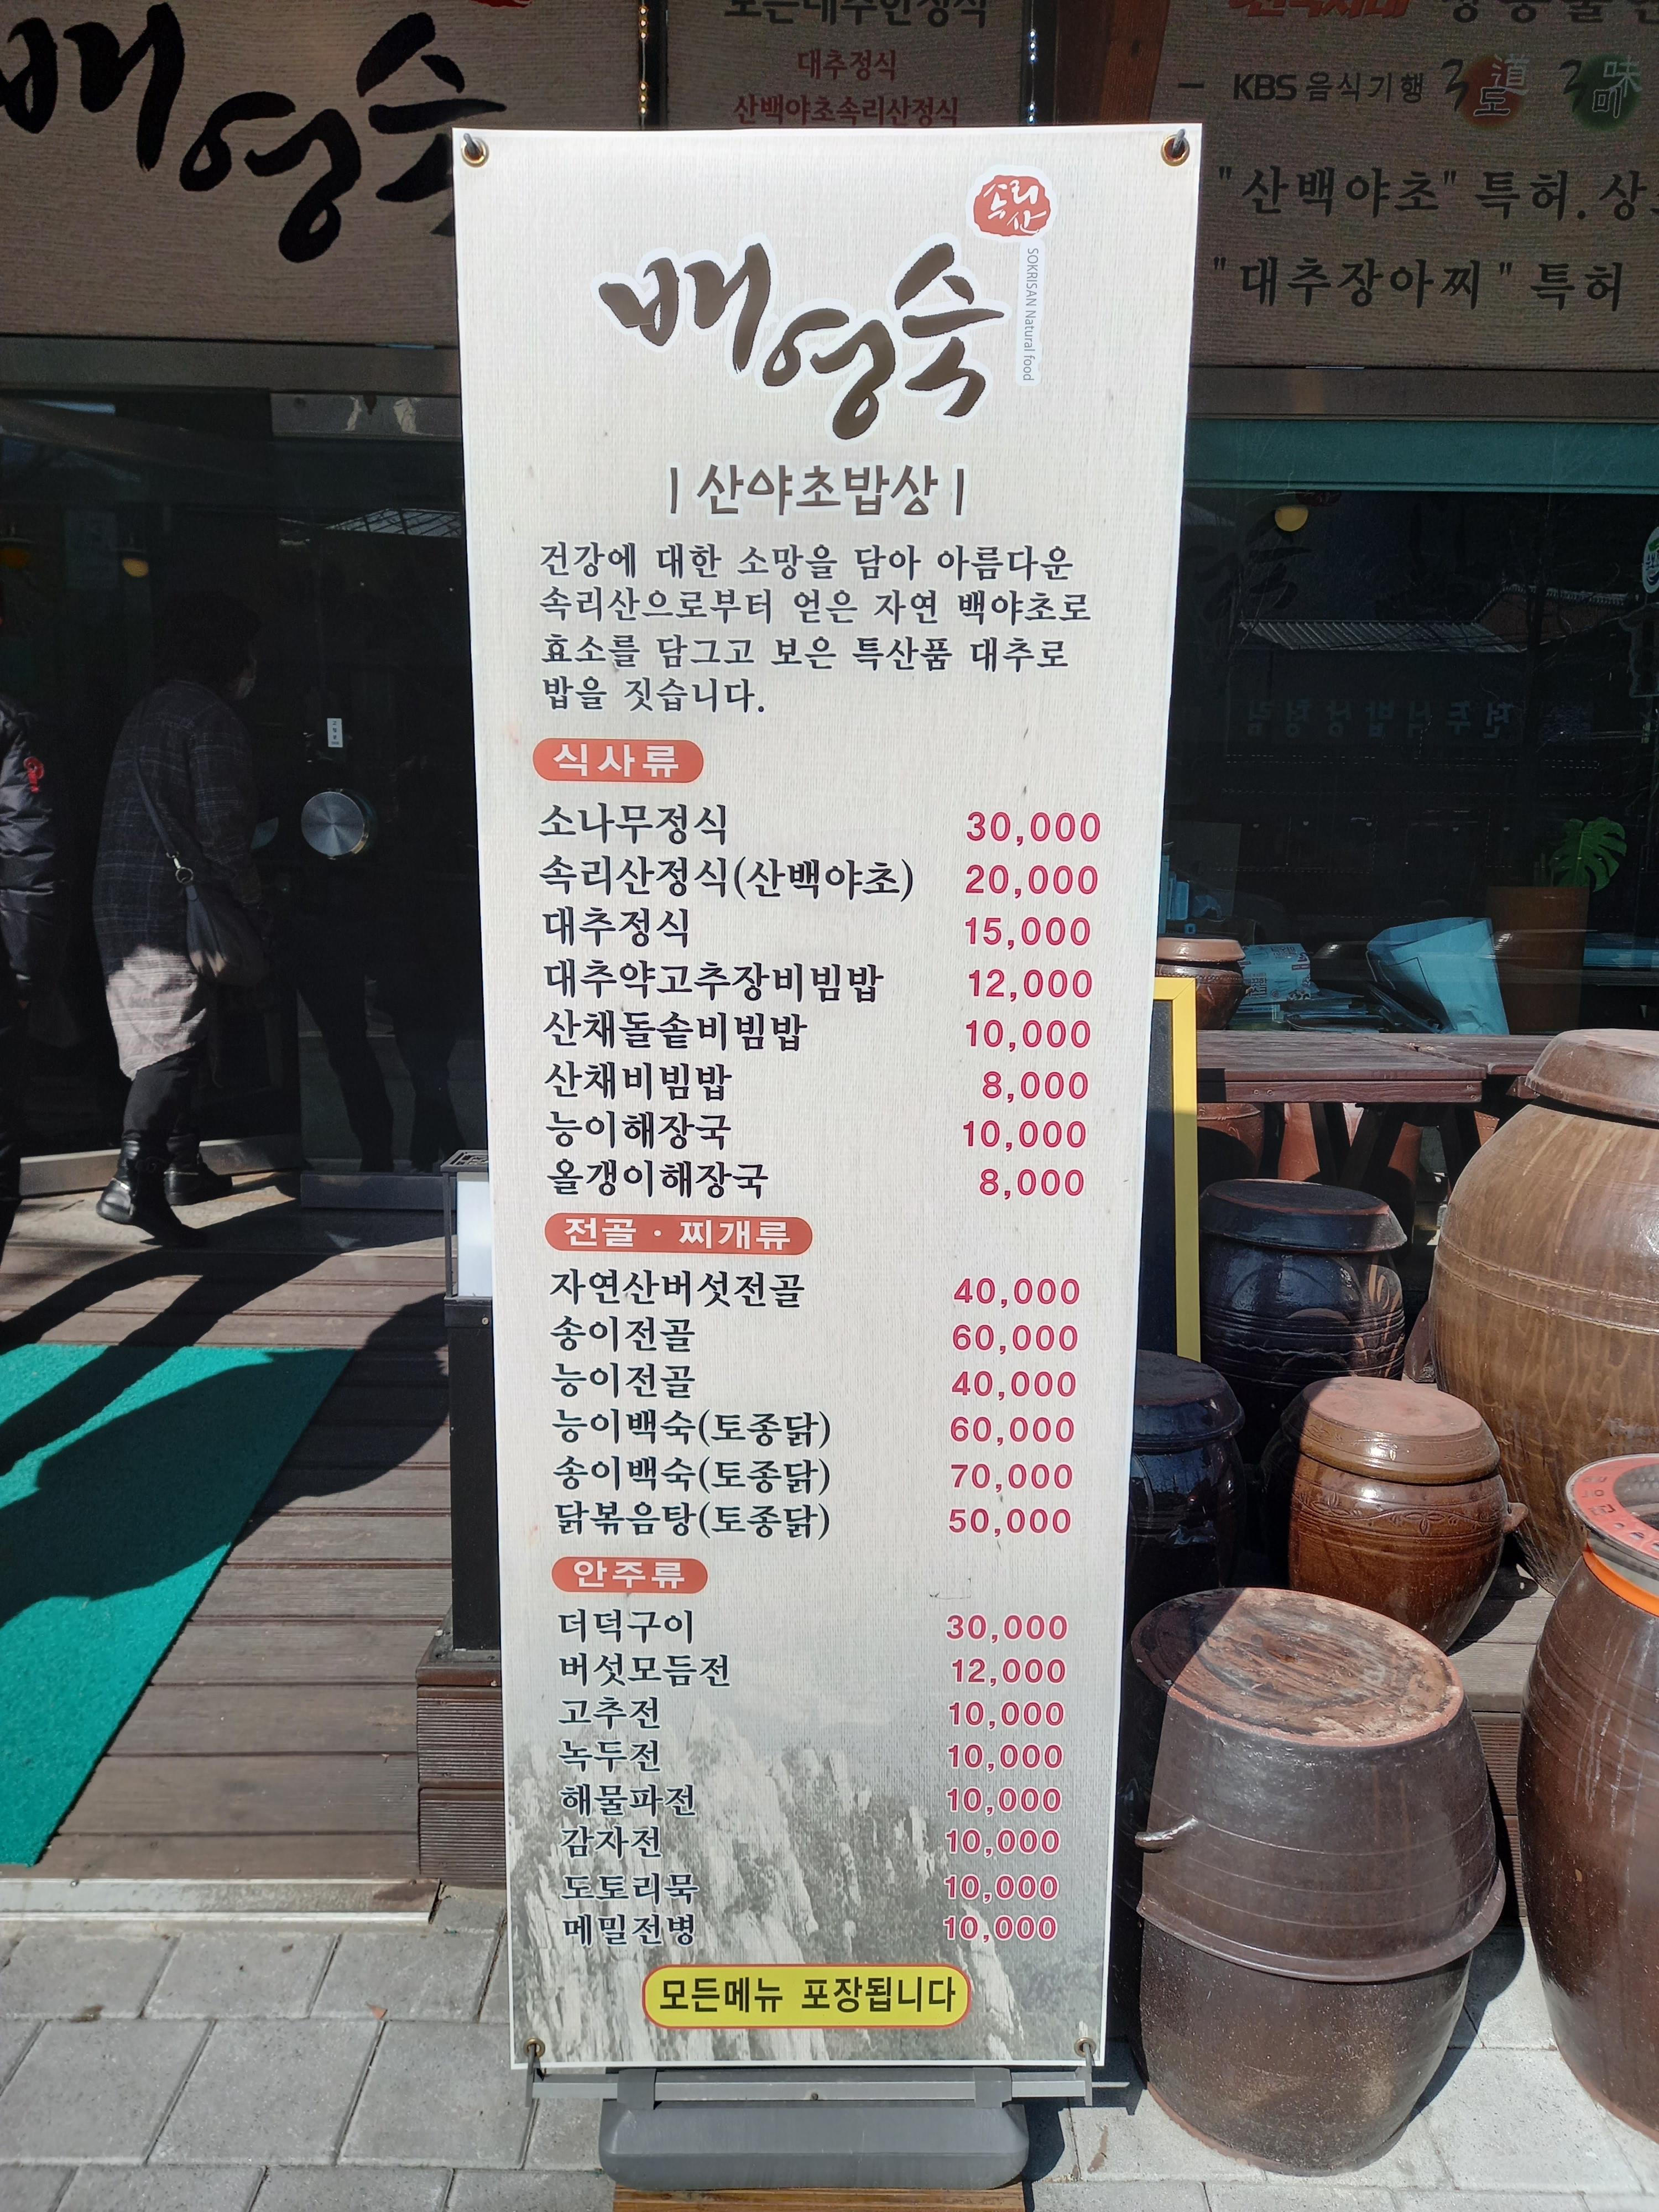 배영숙
모든대추한정식
대추정식
산백야초속리산정식
KBS 음식기행
道 味
도 미
"산백야초" 특허.
"대추장아찌" 특허
속리산
배영숙
SOKRISAN Natural food
| 산야초밥상 |
건강에 대한 소망을 담아 아름다운
속리산으로부터 얻은 자연 백야초로
효소를 담그고 보은 특산품 대추로
밥을 짓습니다.
식사류
소나무정식 30,000
속리산정식(산백야초) 20,000
대추정식 15,000
대추약고추장비빔밥 12,000
산채돌솥비빔밥 10,000
산채비빔밥 8,000
능이해장국 10,000
올갱이해장국 8,000
전골 · 찌개류
자연산버섯전골 40,000
송이전골 60,000
능이전골 40,000
능이백숙(토종닭) 60,000
송이백숙(토종닭) 70,000
닭볶음탕(토종닭) 50,000
안주류
더덕구이 30,000
버섯모듬전 12,000
고추전 10,000
녹두전 10,000
해물파전 10,000
감자전 10,000
도토리묵 10,000
메밀전병 10,000
모든메뉴 포장됩니다